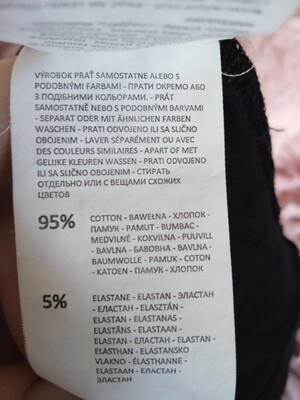 VÝROBOK PRAŤ SAMOSTATNE ALEBO S
PODOBNÝMI FARBAMI - ПРАТИ ОКРЕМО АБО
З ПОДІБНИМИ КОЛЬОРАМИ. - PRÁT
SAMOSTATNĚ NEBO S PODOBNÝMI BARVAMI
- SEPARAT ODER MIT ÄHNLICHEN FARBEN
WASCHEN - PRATI ODVOJENO ILI SA SLIČNO
OBOJENIM - LAVER SÉPARÉMENT OU AVEC
DES COULEURS SIMILAIRES - APART OF MET
GELIJKE KLEUREN WASSEN - PRATI ODVOJENO
ILI SA SLIČNO OBOJENIM - СТИРАТЬ
ОТДЕЛЬНО ИЛИ С ВЕЩАМИ СХОЖИХ
ЦВЕТОВ
95% COTTON - BAWEŁNA - ХЛОПОК -
ПАМУК - PAMUT - BUMBAC -
MEDVILNĖ - KOKVILNA - PUUVILL
- BAVLNA - БАВОВНА - BAVLNA -
BAUMWOLLE - PAMUK - COTON
- KATOEN - ПАМУК - ХЛОПОК
5% ELASTANE - ELASTAN - ЭЛАСТАН
- ЕЛАСТАН - ELASZTÁN -
ELASTAN - ELASTANAS -
ELASTĀNS - ELASTAAN -
ELASTAN - ЕЛАСТАН - ELASTAN -
ELASTHAN - ELASTANSKO
VLAKNO - ÉLASTHANNE -
ELASTAAN - ЕЛАСТАН -
ЭЛАСТАН